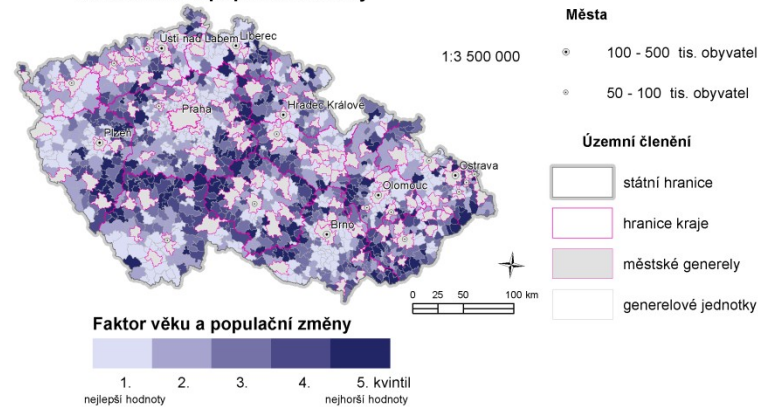 Města
100 - 500 tis. obyvatel
50 - 100 tis. obyvatel
1:3 500 000
Ústí nad Labem
Liberec
Praha
Hradec Králové
Plzeň
Ostrava
Olomouc
Brno
Územní členění
státní hranice
hranice kraje
městské generely
generelové jednotky
0 25 50 100 km
Faktor věku a populační změny
1. 2. 3. 4. 5. kvintil
nejlepší hodnoty nejhorší hodnoty